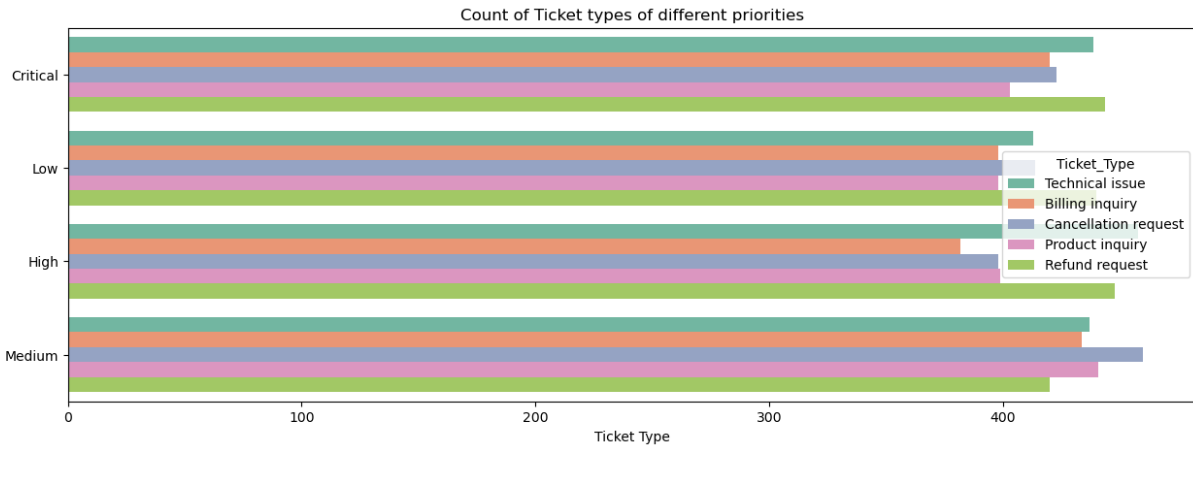 Count of Ticket types of different priorities
Critical
Low
High
Medium
Ticket_Type
Technical issue
Billing inquiry
Cancellation request
Product inquiry
Refund request
0 100 200 300 400
Ticket Type